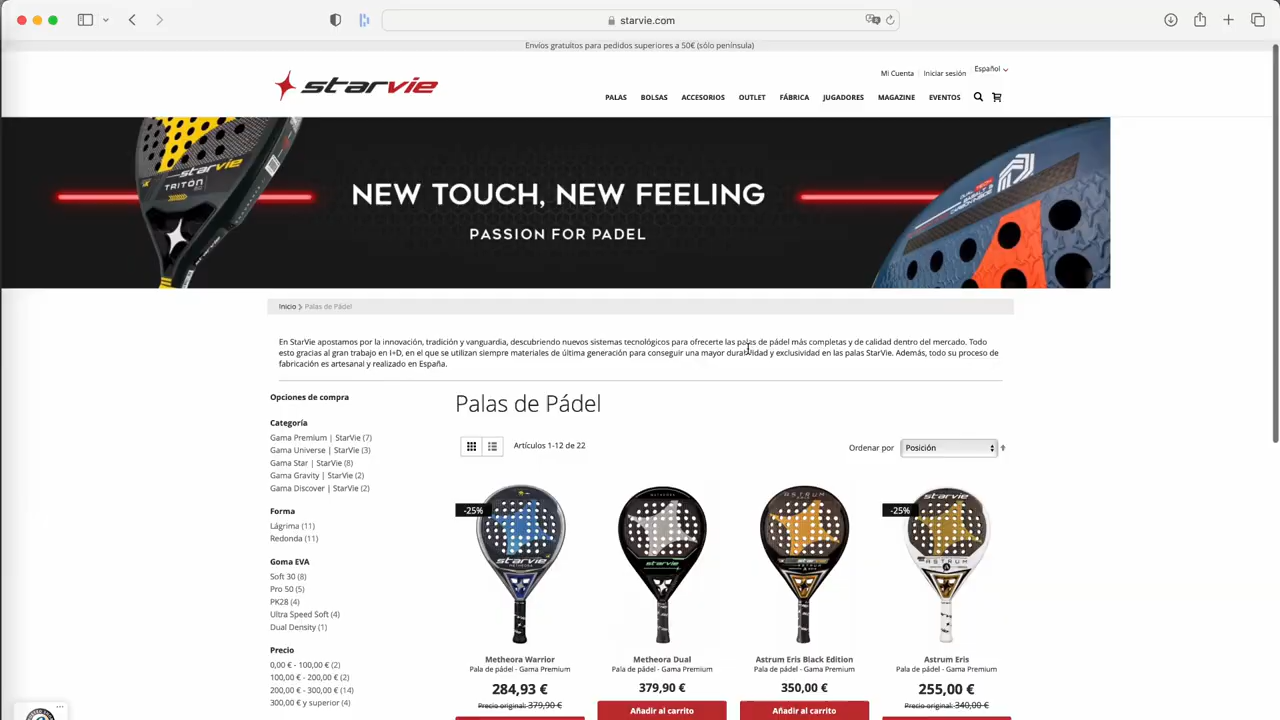 starvie.com
Envíos gratuitos para pedidos superiores a 50€ (sólo península)
Mi Cuenta
Iniciar sesión
Español
starvie
PALAS
BOLSAS
ACCESORIOS
OUTLET
FÁBRICA
JUGADORES
MAGAZINE
EVENTOS
starvie
TRITON
NEW TOUCH, NEW FEELING
PASSION FOR PADEL
Inicio
Palas de Pádel
En StarVie apostamos por la innovación, tradición y vanguardia, descubriendo nuevos sistemas tecnológicos para ofrecerte las palas de pádel más completas y de calidad dentro del mercado. Todo
esto gracias al gran trabajo en I+D, en el que se utilizan siempre materiales de última generación para conseguir una mayor durabilidad y exclusividad en las palas StarVie. Además, todo su proceso de
fabricación es artesanal y realizado en España.
Opciones de compra
Categoría
Gama Premium | StarVie (7)
Gama Universe | StarVie (3)
Gama Star | StarVie (8)
Gama Gravity | StarVie (2)
Gama Discover | StarVie (2)
Forma
Lágrima (11)
Redonda (11)
Goma EVA
Soft 30 (8)
Pro 50 (5)
PK28 (4)
Ultra Speed Soft (4)
Dual Density (1)
Precio
0,00 € - 100,00 € (2)
100,00 € - 200,00 € (2)
200,00 € - 300,00 € (14)
300,00 € y superior (4)
Palas de Pádel
Artículos 1-12 de 22
Ordenar por
Posición
-25%
starvie
Metheora Warrior
Pala de pádel - Gama Premium
284,93 €
Precio original: 379,90 €
Metheora Dual
Pala de pádel - Gama Premium
379,90 €
Añadir al carrito
Astrum Eris Black Edition
Pala de pádel - Gama Premium
350,00 €
Añadir al carrito
-25%
starvie
ASTRUM
Astrum Eris
Pala de pádel - Gama Premium
255,00 €
Precio original: 340,00 €